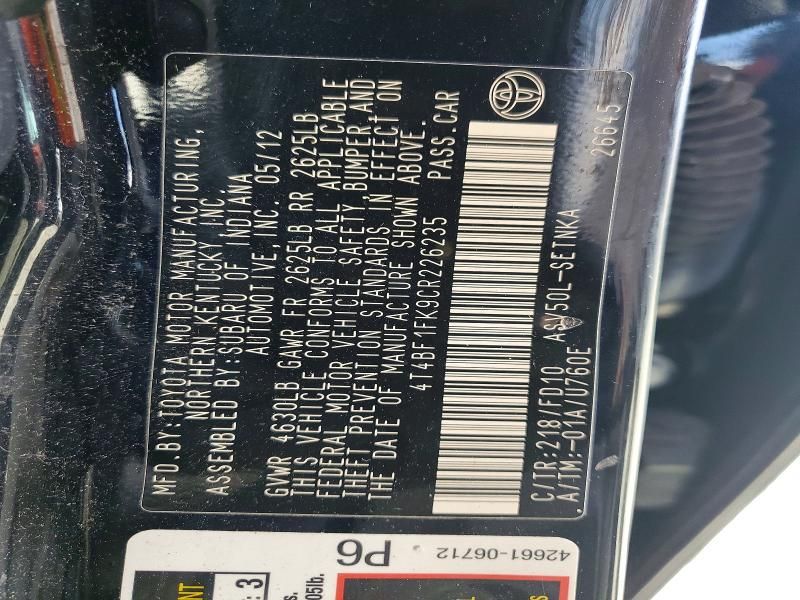 MFD. BY: TOYOTA MOTOR MANUFACTURING,
NORTHERN KENTUCKY, INC.
ASSEMBLED BY: SUBARU OF INDIANA
AUTOMOTIVE, INC. 05/12
GVWR 4630LB GAWR FR 2625LB RR 2625LB
THIS VEHICLE CONFORMS TO ALL APPLICABLE
FEDERAL MOTOR VEHICLE SAFETY, BUMPER, AND
THEFT PREVENTION STANDARDS IN EFFECT ON
THE DATE OF MANUFACTURE SHOWN ABOVE.
4T4BF1FK9CR226235 PASS. CAR
C/TR: 218/FD10 ASV50L-SETNKA
A/TM: -01A/U760E 26645
P6
42661-06712
: 3
05lb.